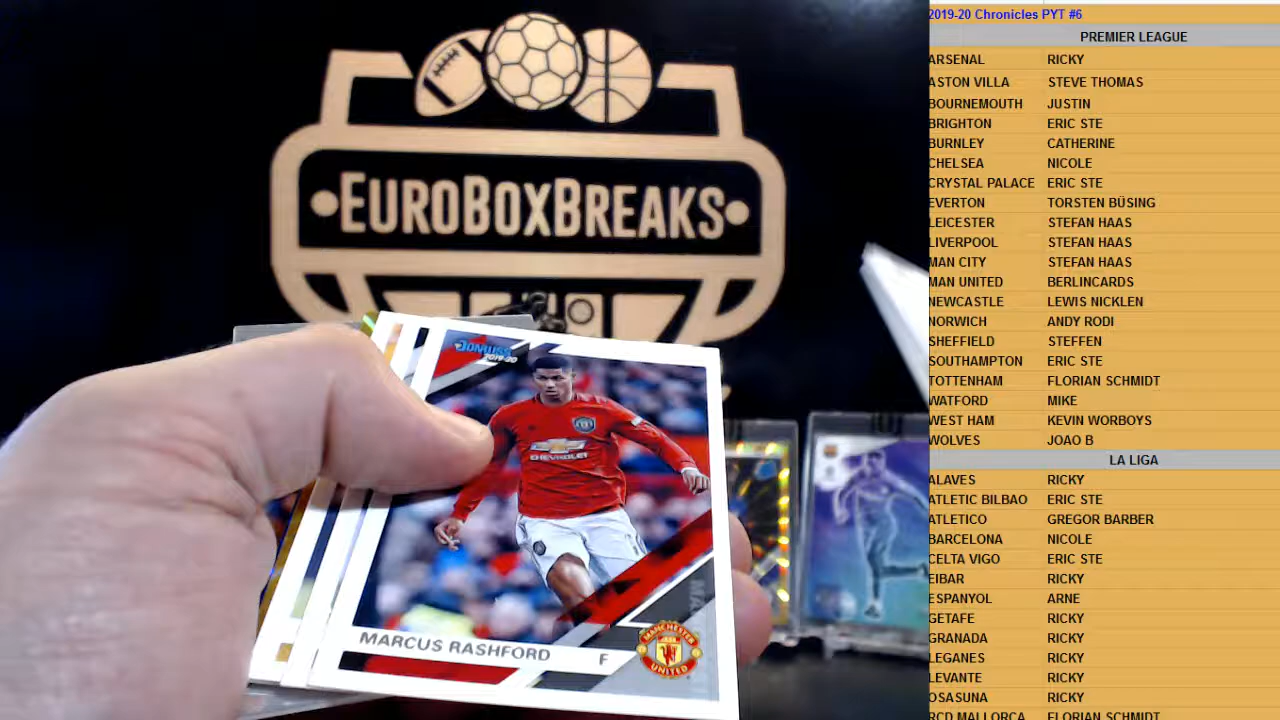 EUROBOXBREAKS
DONRUSS
2019-20
CHEVROLET
MARCUS RASHFORD F
MANCHESTER
UNITED
2019-20 Chronicles PYT #6
PREMIER LEAGUE
ARSENAL RICKY
ASTON VILLA STEVE THOMAS
BOURNEMOUTH JUSTIN
BRIGHTON ERIC STE
BURNLEY CATHERINE
CHELSEA NICOLE
CRYSTAL PALACE ERIC STE
EVERTON TORSTEN BÜSING
LEICESTER STEFAN HAAS
LIVERPOOL STEFAN HAAS
MAN CITY STEFAN HAAS
MAN UNITED BERLINCARDS
NEWCASTLE LEWIS NICKLEN
NORWICH ANDY RODI
SHEFFIELD STEFFEN
SOUTHAMPTON ERIC STE
TOTTENHAM FLORIAN SCHMIDT
WATFORD MIKE
WEST HAM KEVIN WORBOYS
WOLVES JOAO B
LA LIGA
ALAVES RICKY
ATLETIC BILBAO ERIC STE
ATLETICO GREGOR BARBER
BARCELONA NICOLE
CELTA VIGO ERIC STE
EIBAR RICKY
ESPANYOL ARNE
GETAFE RICKY
GRANADA RICKY
LEGANES RICKY
LEVANTE RICKY
OSASUNA RICKY
RCD MALLORCA FLORIAN SCHMIDT